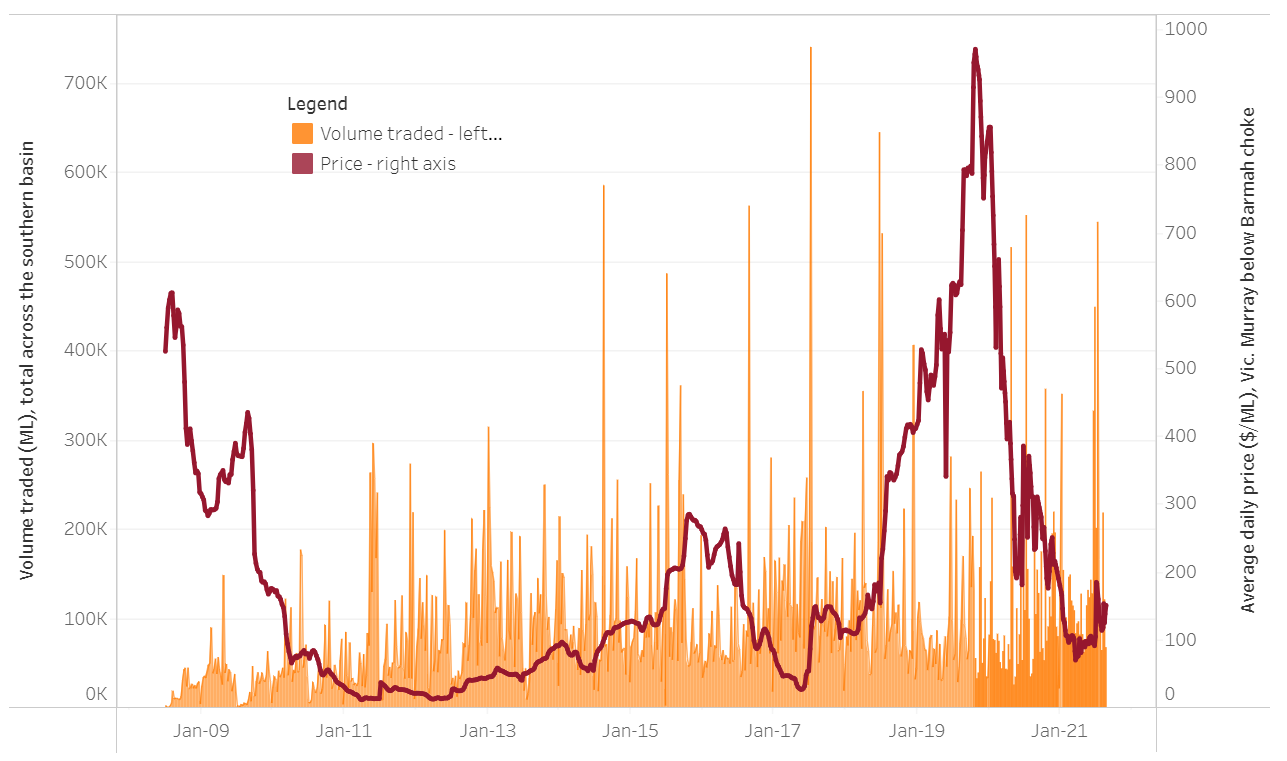 Volume traded (ML), total across the southern basin
700K
600K
500K
400K
300K
200K
100K
0K
Legend
Volume traded - left...
Price - right axis
1000
900
800
700
600
500
400
300
200
100
0
Average daily price ($/ML), Vic. Murray below Barmah choke
Jan-09
Jan-11
Jan-13
Jan-15
Jan-17
Jan-19
Jan-21